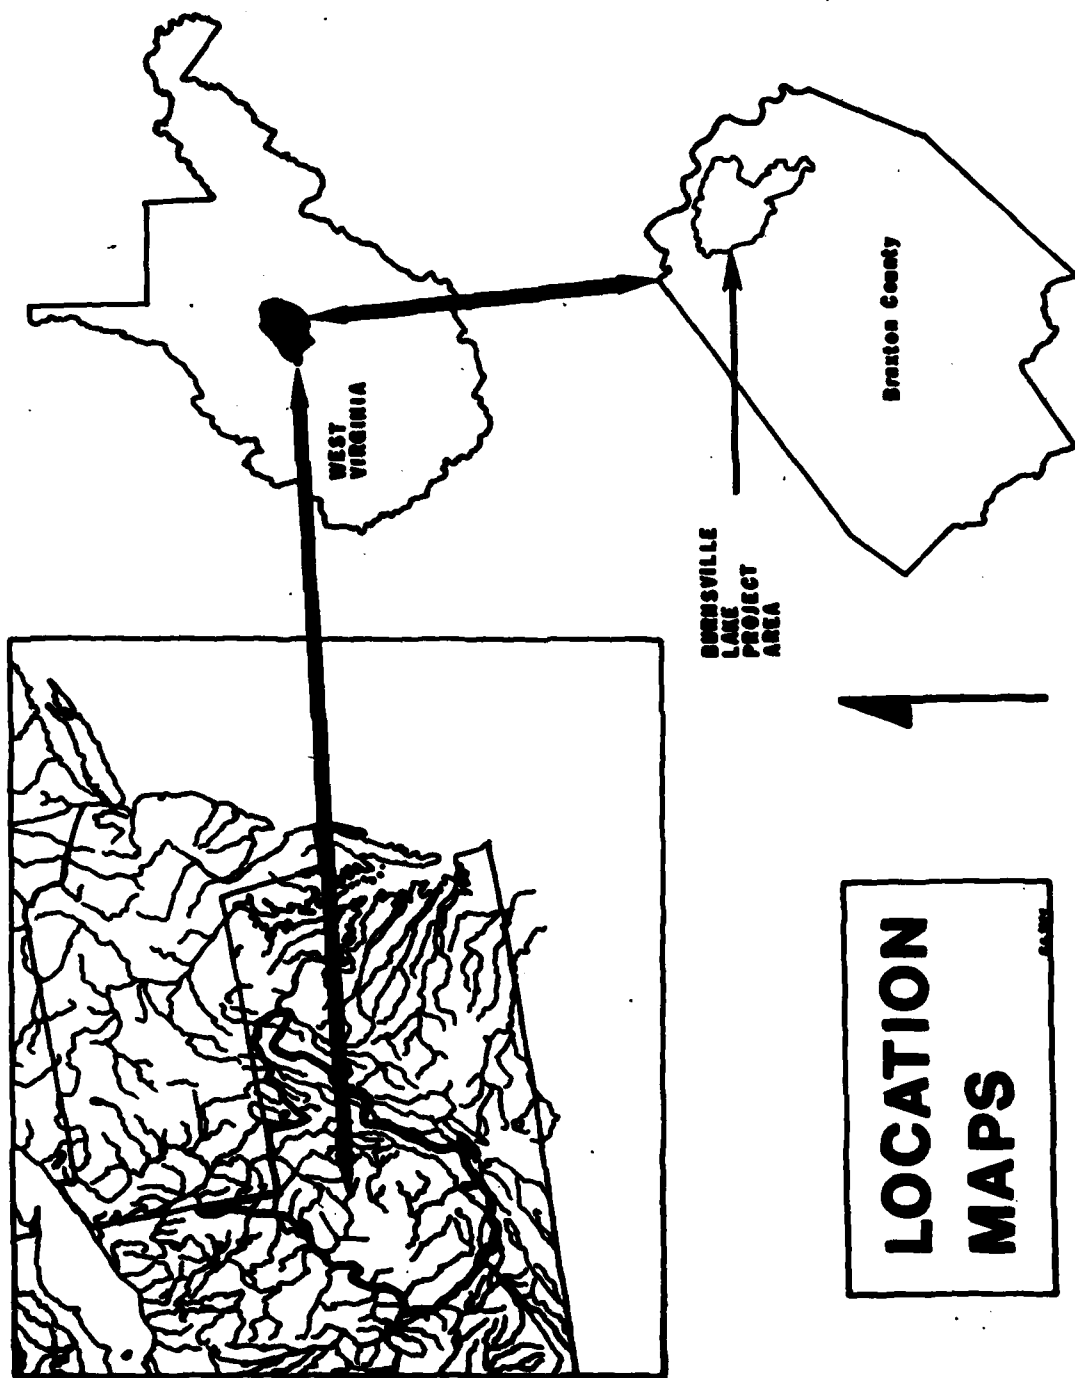 WEST
VIRGINIA
BURNSVILLE
LAKE
PROJECT
AREA
Braxton County
LOCATION
MAPS